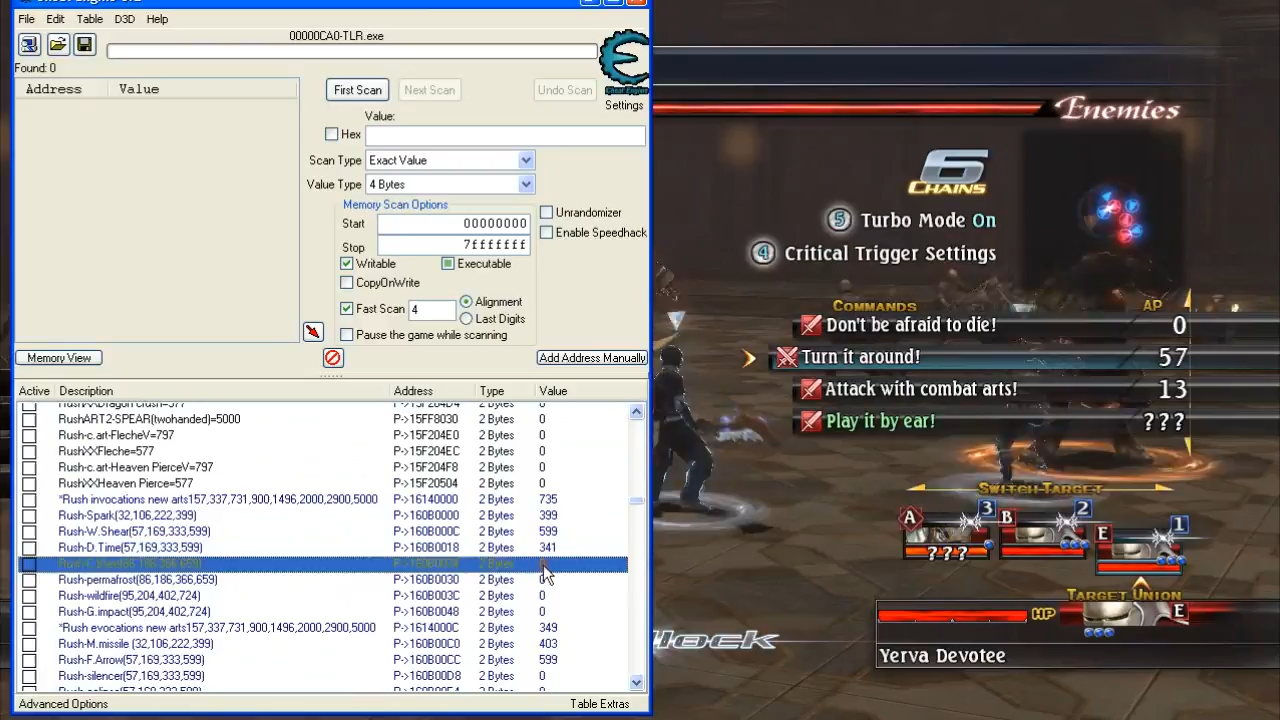 File Edit Table D3D Help
00000CA0-TLR.exe
Found: 0
Address Value
First Scan Next Scan Undo Scan
Settings
Value:
Hex
Scan Type Exact Value
Value Type 4 Bytes
Memory Scan Options
Start 00000000
Stop 7fffffff
Unrandomizer
Enable Speedhack
Writable Executable
CopyOnWrite
Fast Scan 4 Alignment
Last Digits
Pause the game while scanning
Memory View Add Address Manually
Active Description Address Type Value
RushART2-SPEAR(twohanded)=5000 P->15FF8030 2 Bytes 0
Rush-c.art-FlecheV=797 P->15F204E0 2 Bytes 0
RushXXFleche=577 P->15F204EC 2 Bytes 0
Rush-c.art-Heaven PierceV=797 P->15F204F8 2 Bytes 0
RushXXHeaven Pierce=577 P->15F20504 2 Bytes 0
*Rush invocations new arts157,337,731,900,1496,2000,2900,5000 P->16140000 2 Bytes 735
Rush-Spark(32,106,222,399) P->160B0000 2 Bytes 399
Rush-W.Shear(57,169,333,599) P->160B000C 2 Bytes 599
Rush-D.Time(57,169,333,599) P->160B0018 2 Bytes 341
2 Bytes
Rush-permafrost(86,186,366,659) P->160B0030 2 Bytes 0
Rush-wildfire(95,204,402,724) P->160B003C 2 Bytes 0
Rush-G.impact(95,204,402,724) P->160B0048 2 Bytes 0
*Rush evocations new arts157,337,731,900,1496,2000,2900,5000 P->1614000C 2 Bytes 349
Rush-M.missile (32,106,222,399) P->160B00C0 2 Bytes 403
Rush-F.Arrow(57,169,333,599) P->160B00CC 2 Bytes 599
Rush-silencer(57,169,333,599) P->160B00D8 2 Bytes 0
Advanced Options Table Extras
Enemies
6
CHAINS
5 Turbo Mode On
4 Critical Trigger Settings
COMMANDS AP
Don't be afraid to die! 0
Turn it around! 57
Attack with combat arts! 13
Play it by ear! ???
SWITCH TARGET
A 3 B 2 E 1
???
TARGET UNION
HP E
Yerva Devotee